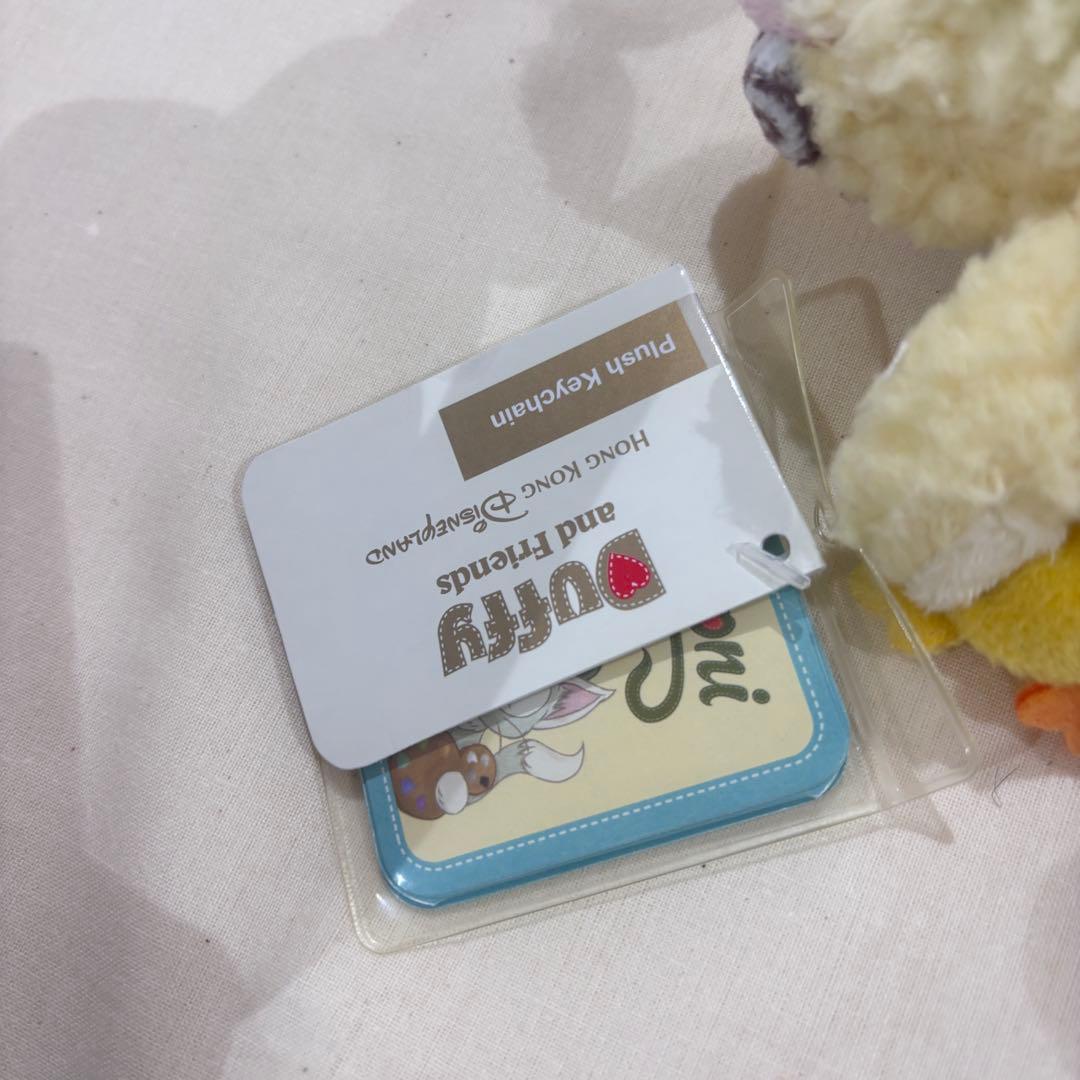 Duffy
and Friends
HONG KONG DISNEYLAND
Plush Keychain